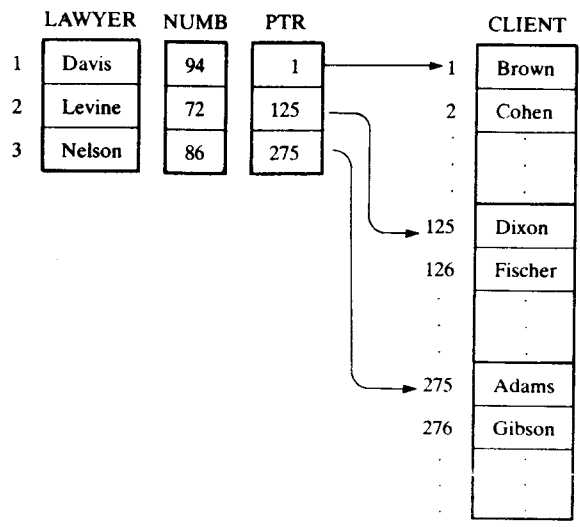 LAWYER NUMB PTR CLIENT
1 Davis 94 1 1 Brown
2 Levine 72 125 2 Cohen
3 Nelson 86 275
125 Dixon
126 Fischer
275 Adams
276 Gibson